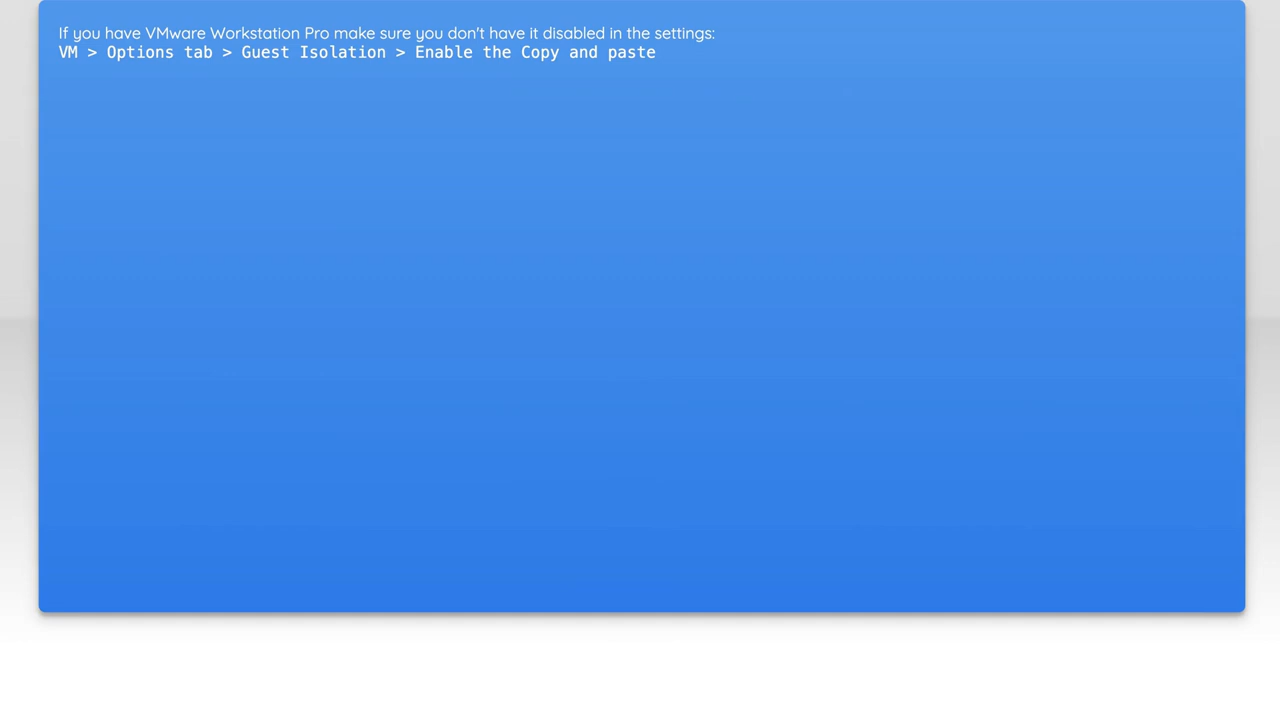 If you have VMware Workstation Pro make sure you don't have it disabled in the settings:
VM > Options tab > Guest Isolation > Enable the Copy and paste